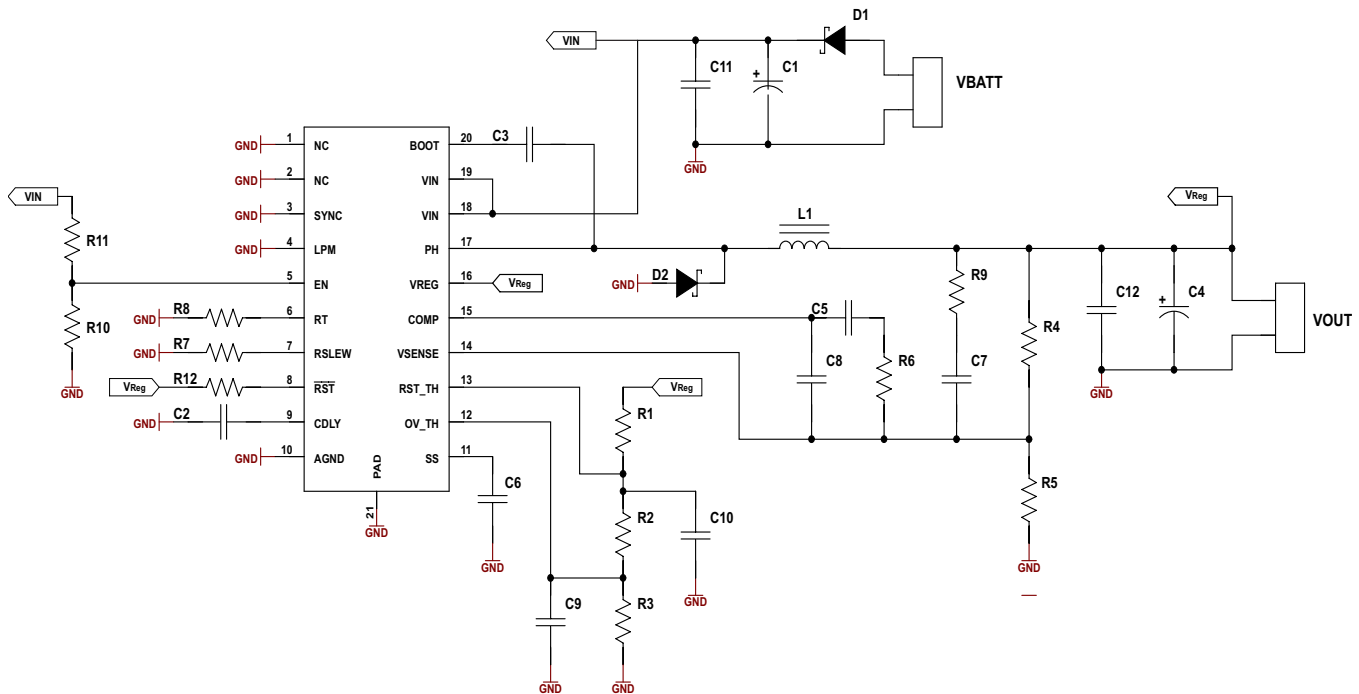 D1
VIN
C11
+
C1
VBATT
GND
C3
GND 1 NC BOOT 20
GND 2 NC VIN 19
VIN
GND 3 SYNC VIN 18
VReg
R11
L1
GND 4 LPM PH 17
D2
GND
R9
5 EN VREG 16 VReg
R10
C12
+
C4
VOUT
R8
GND 6 RT COMP 15
C5
R4
R7
GND 7 RSLEW VSENSE 14
C8
R6
C7
GND
VReg R12 8 RST RST_TH 13
VReg
GND
C2
GND 9 CDLY OV_TH 12
R1
GND 10 AGND SS 11
PAD
21
GND
C6
R5
R2
C10
GND
GND
C9
R3
GND
GND
GND